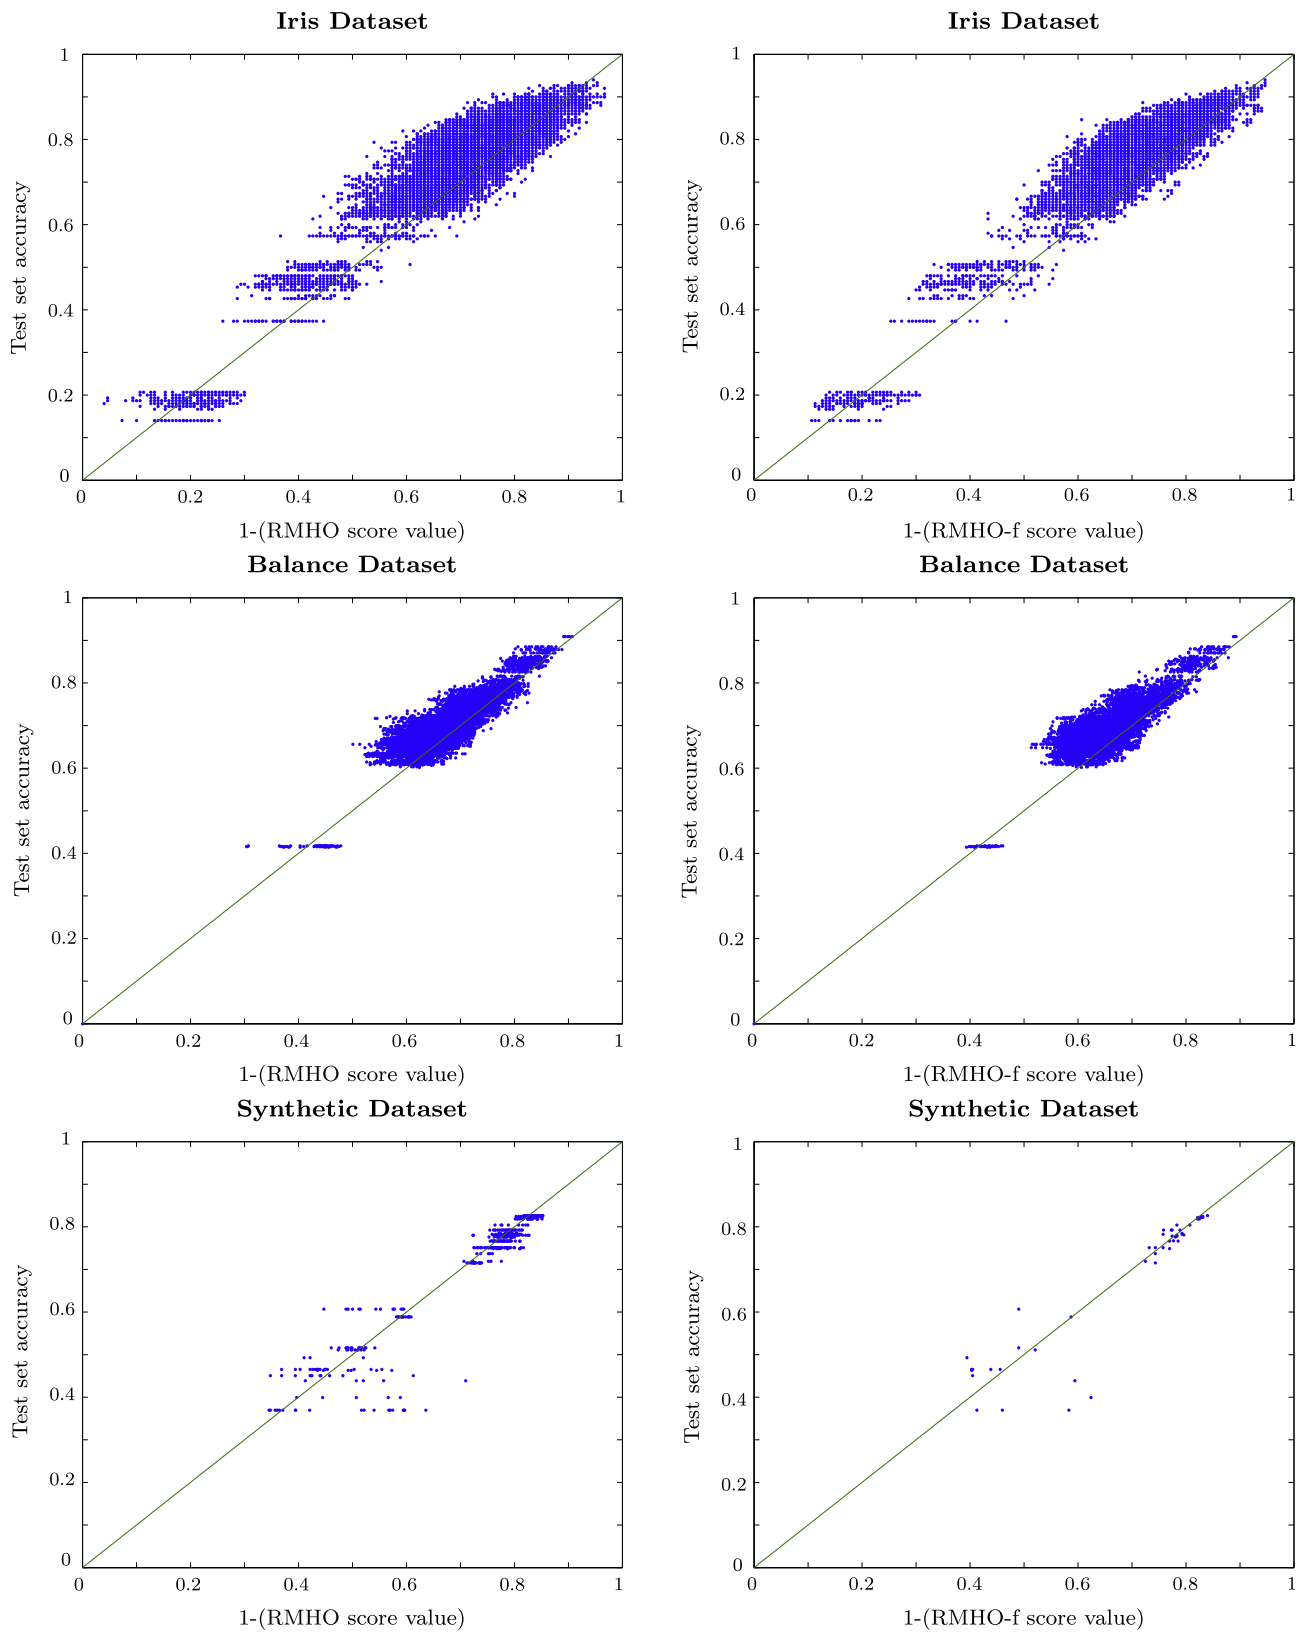 Iris Dataset
Iris Dataset
1
0.8
0.6
0.4
0.2
0
Test set accuracy
0 0.2 0.4 0.6 0.8 1
1-(RMHO score value)
1
0.8
0.6
0.4
0.2
0
Test set accuracy
0 0.2 0.4 0.6 0.8 1
1-(RMHO-f score value)
Balance Dataset
Balance Dataset
1
0.8
0.6
0.4
0.2
0
Test set accuracy
0 0.2 0.4 0.6 0.8 1
1-(RMHO score value)
1
0.8
0.6
0.4
0.2
0
Test set accuracy
0 0.2 0.4 0.6 0.8 1
1-(RMHO-f score value)
Synthetic Dataset
Synthetic Dataset
1
0.8
0.6
0.4
0.2
0
Test set accuracy
0 0.2 0.4 0.6 0.8 1
1-(RMHO score value)
1
0.8
0.6
0.4
0.2
0
Test set accuracy
0 0.2 0.4 0.6 0.8 1
1-(RMHO-f score value)